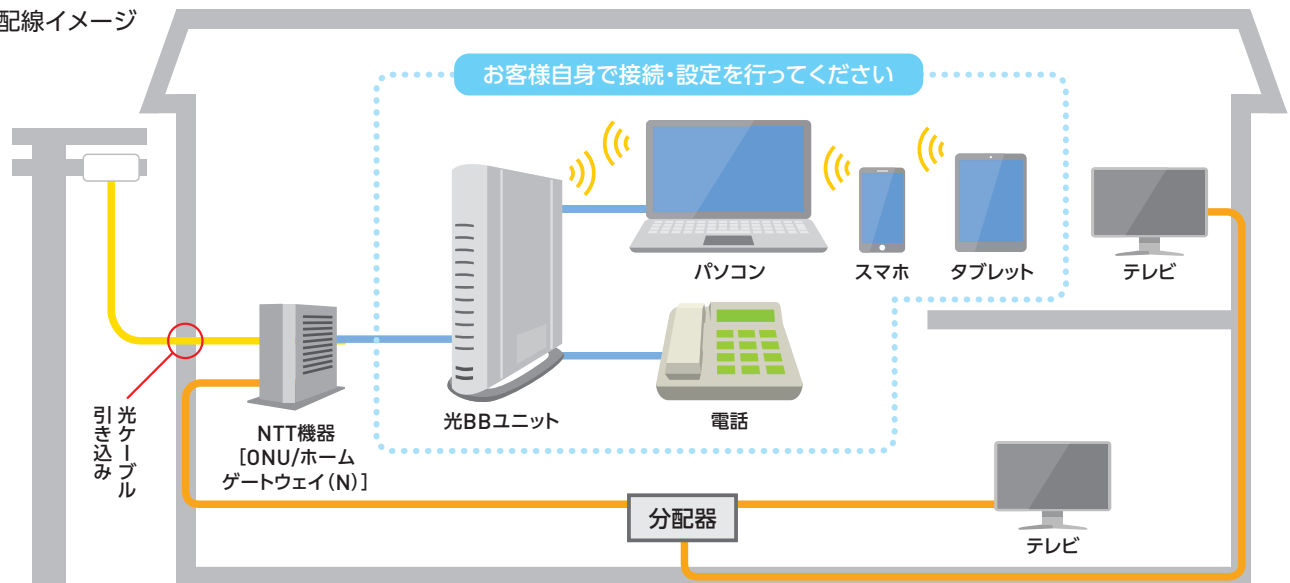 配線イメージ
お客様自身で接続・設定を行ってください
パソコン
スマホ
タブレット
テレビ
光ケーブル
引き込み
NTT機器
[ONU/ホーム
ゲートウェイ(N)]
光BBユニット
電話
分配器
テレビ